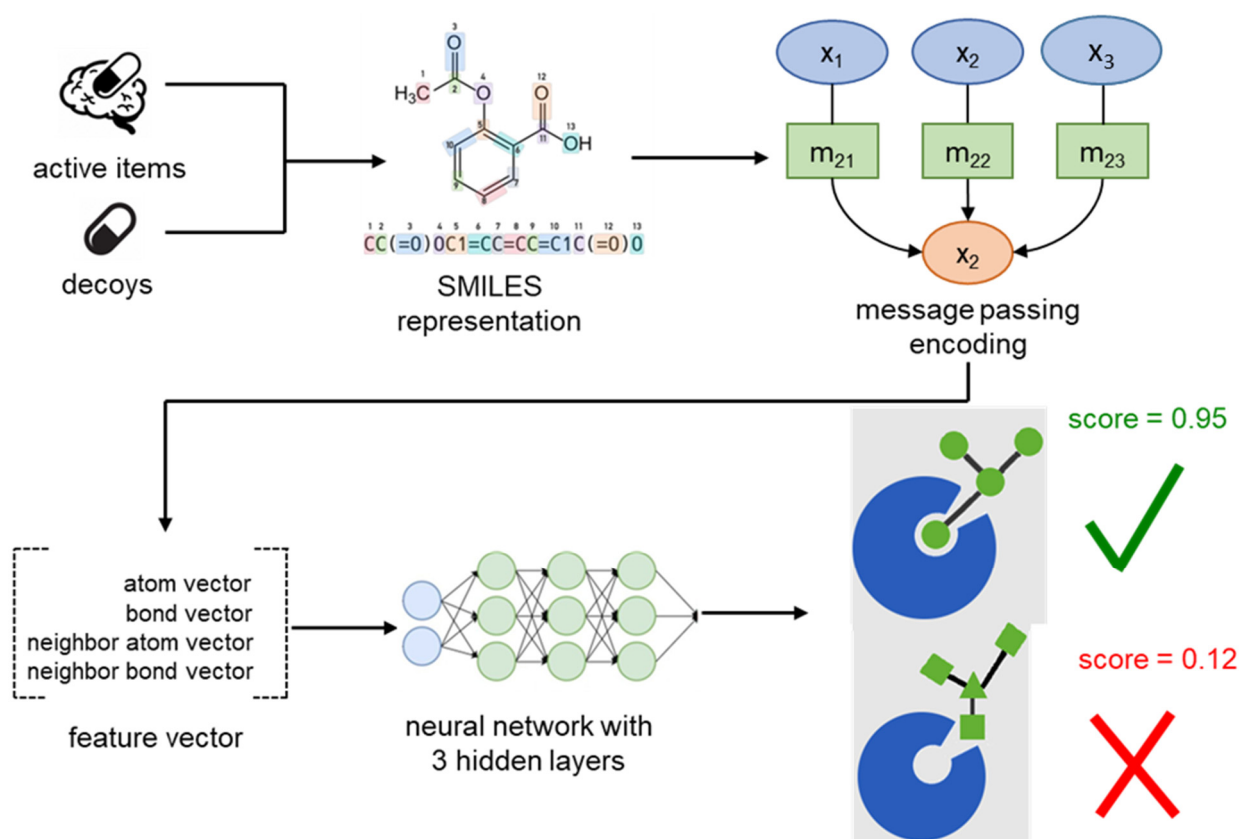 active items
decoys
3
O
1
H₃C
2
4
O
12
O
13
OH
11
5
10
6
9
7
8
1 2 3 4 5 6 7 8 9 10 11 12 13
CC(=O)OC1=CC=CC=C1C(=O)O
SMILES
representation
x₁
x₂
x₃
m₂₁
m₂₂
m₂₃
x₂
message passing
encoding
atom vector
bond vector
neighbor atom vector
neighbor bond vector
feature vector
neural network with
3 hidden layers
score = 0.95
score = 0.12